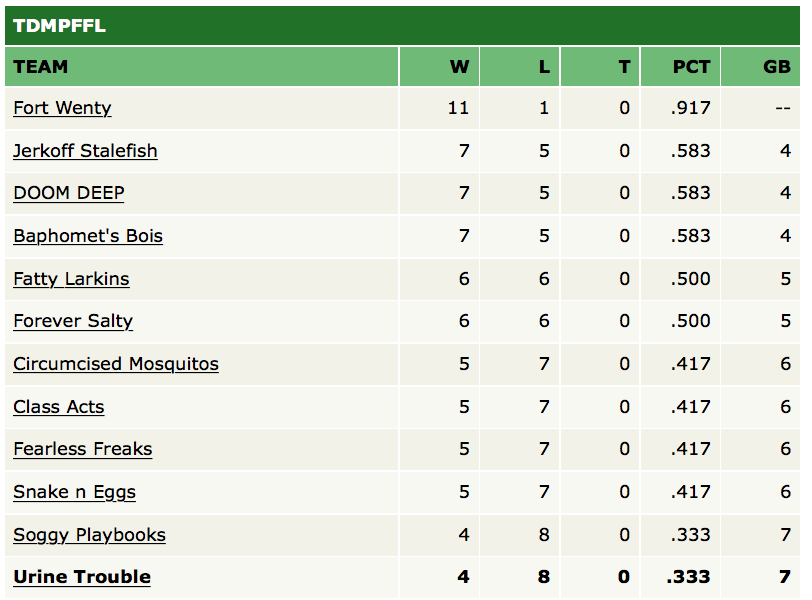 TDMPFFL
TEAM W L T PCT GB
Fort Wenty 11 1 0 .917 --
Jerkoff Stalefish 7 5 0 .583 4
DOOM DEEP 7 5 0 .583 4
Baphomet's Bois 7 5 0 .583 4
Fatty Larkins 6 6 0 .500 5
Forever Salty 6 6 0 .500 5
Circumcised Mosquitos 5 7 0 .417 6
Class Acts 5 7 0 .417 6
Fearless Freaks 5 7 0 .417 6
Snake n Eggs 5 7 0 .417 6
Soggy Playbooks 4 8 0 .333 7
Urine Trouble 4 8 0 .333 7